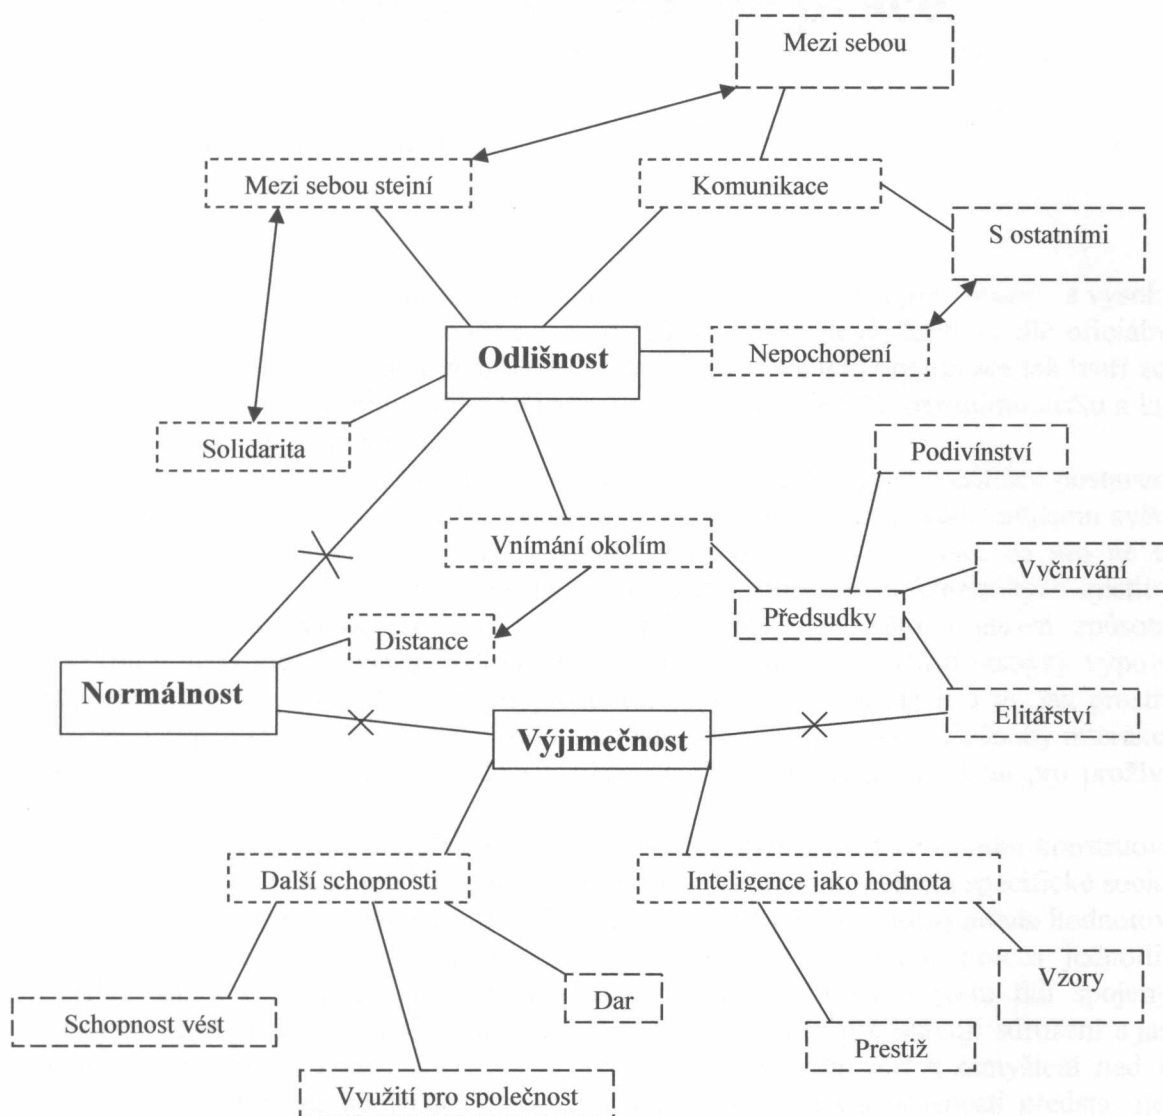 Mezi sebou
Mezi sebou stejní
Komunikace
S ostatními
Odlišnost
Nepochopení
Solidarita
Podivínství
Vnímání okolím
Vyčnívání
Předsudky
Distance
Normálnost
Elitářství
Výjimečnost
Další schopnosti
Inteligence jako hodnota
Vzory
Dar
Schopnost vést
Prestiž
Využití pro společnost